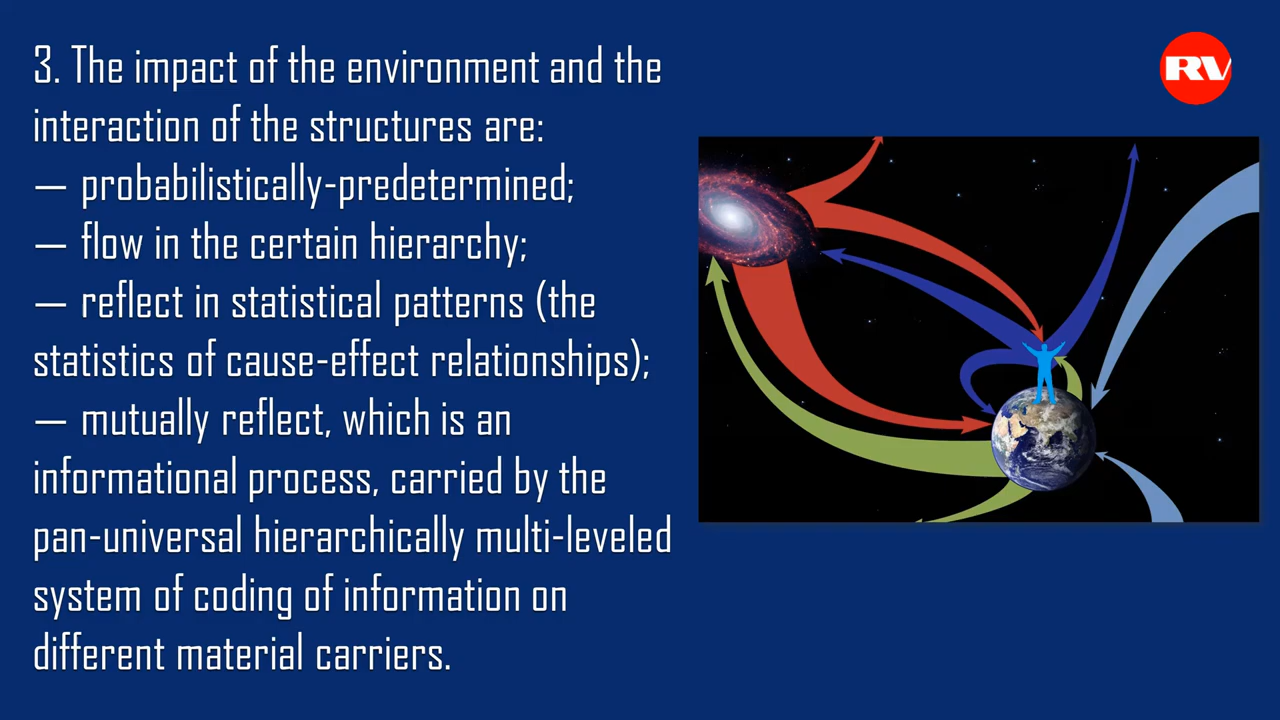 3. The impact of the environment and the
interaction of the structures are:
— probabilistically-predetermined;
— flow in the certain hierarchy;
— reflect in statistical patterns (the
statistics of cause-effect relationships);
— mutually reflect, which is an
informational process, carried by the
pan-universal hierarchically multi-leveled
system of coding of information on
different material carriers.
RV